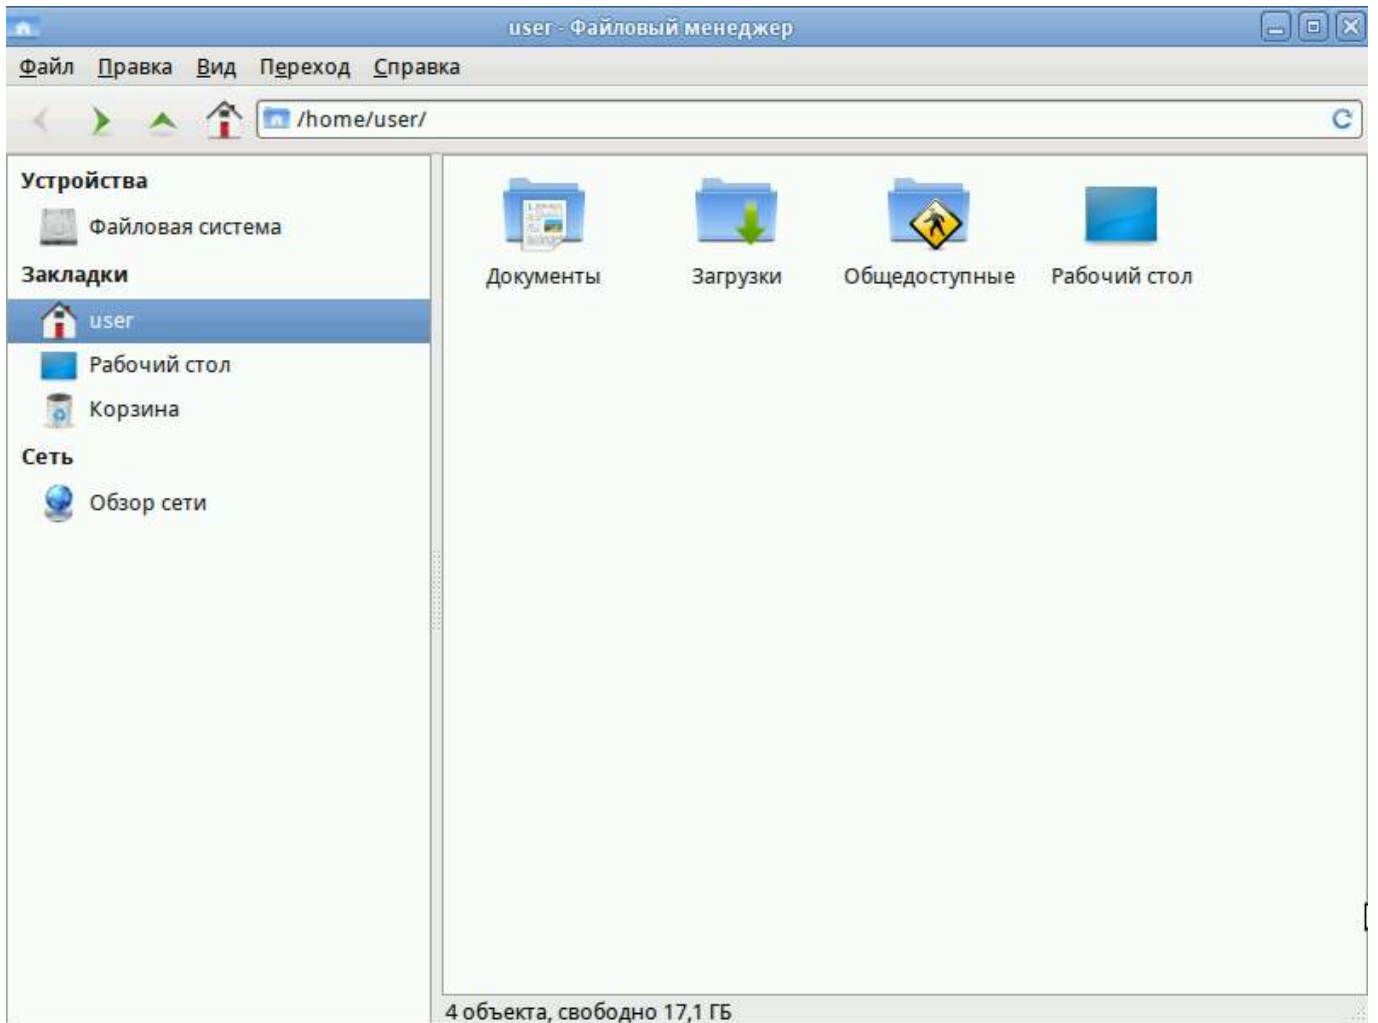 user - Файловый менеджер
Файл Правка Вид Переход Справка
/home/user/
Устройства
Файловая система
Закладки
user
Рабочий стол
Корзина
Сеть
Обзор сети
Документы Загрузки Общедоступные Рабочий стол
4 объекта, свободно 17,1 ГБ